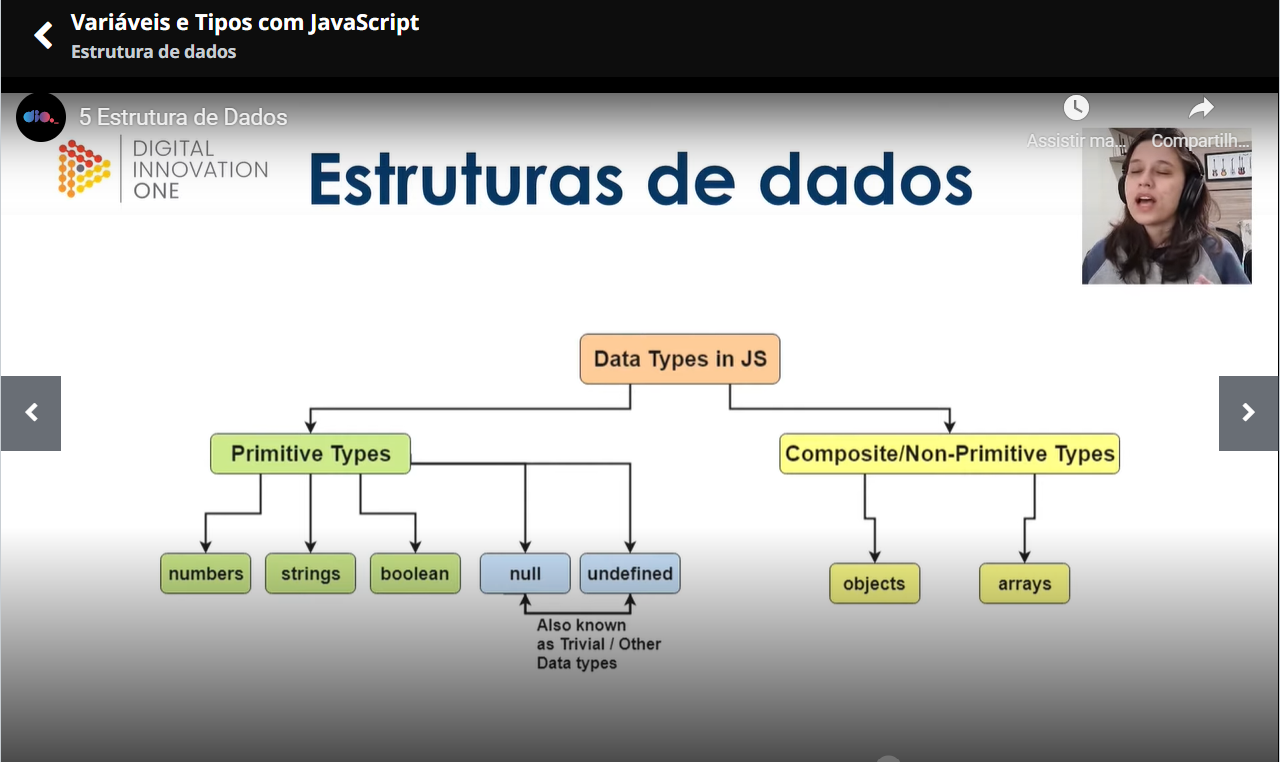 Variáveis e Tipos com JavaScript
Estrutura de dados
dio.
5 Estrutura de Dados
Assistir ma...
Compartilh...
DIGITAL
INNOVATION
ONE
Estruturas de dados
Data Types in JS
Primitive Types
Composite/Non-Primitive Types
numbers
strings
boolean
null
undefined
objects
arrays
Also known
as Trivial / Other
Data types